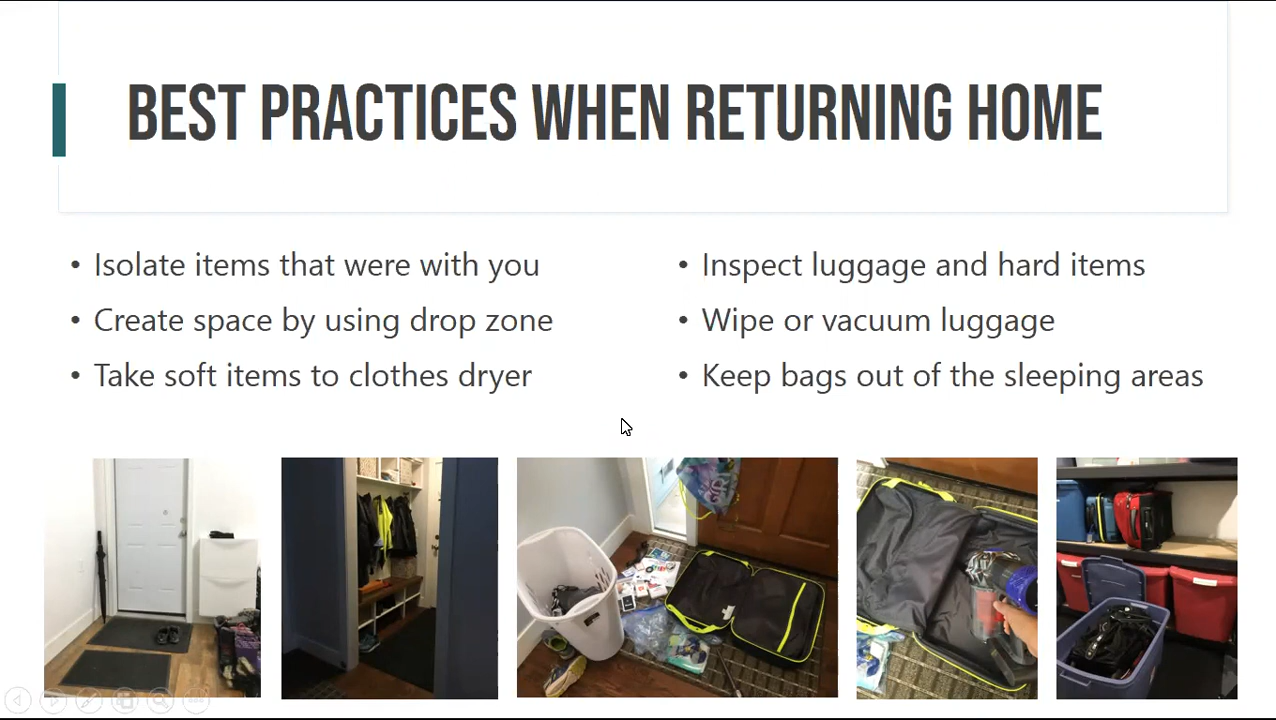 BEST PRACTICES WHEN RETURNING HOME
• Isolate items that were with you
• Create space by using drop zone
• Take soft items to clothes dryer
• Inspect luggage and hard items
• Wipe or vacuum luggage
• Keep bags out of the sleeping areas